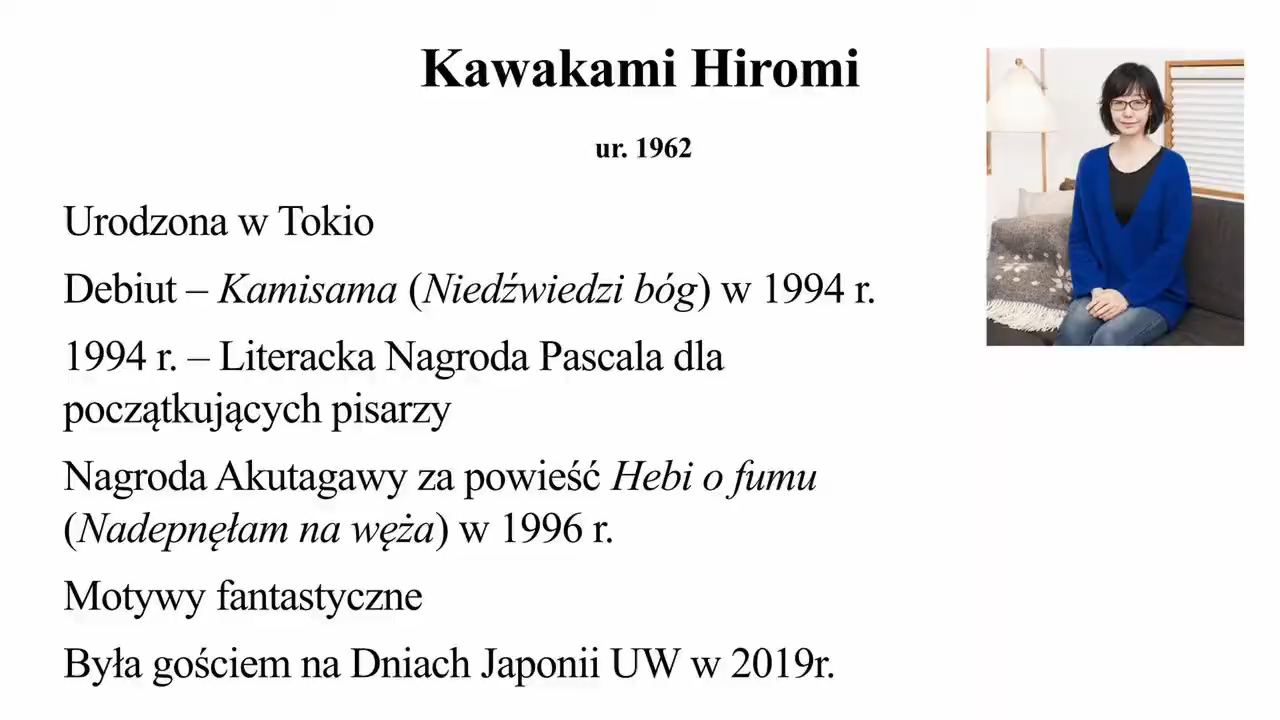 Kawakami Hiromi
ur. 1962
Urodzona w Tokio
Debiut – Kamisama (Niedźwiedzi bóg) w 1994 r.
1994 r. – Literacka Nagroda Pascala dla
początkujących pisarzy
Nagroda Akutagawy za powieść Hebi o fumu
(Nadepnęłam na węża) w 1996 r.
Motywy fantastyczne
Była gościem na Dniach Japonii UW w 2019r.